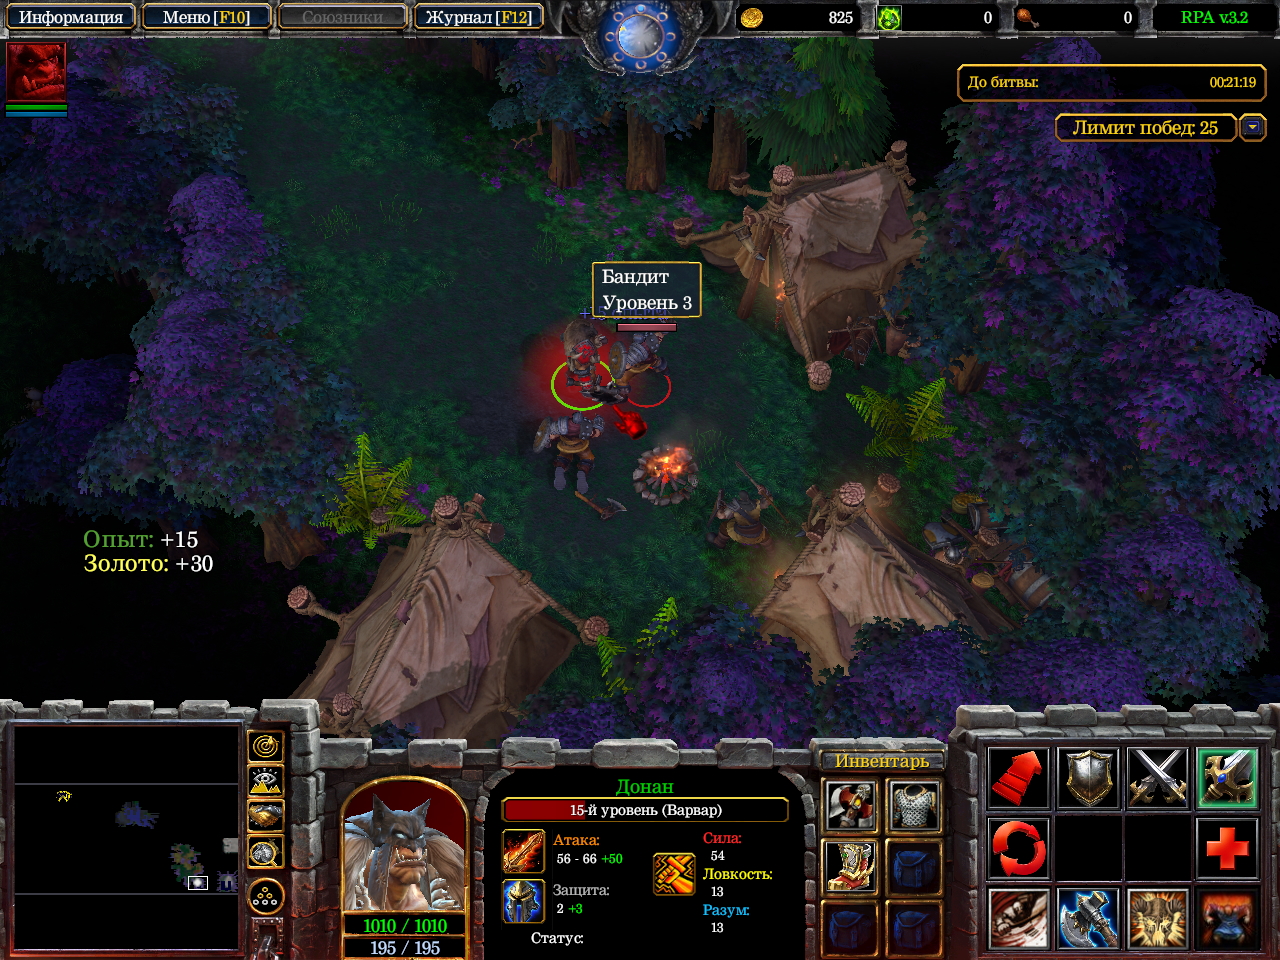 Информация
Меню [F10]
Союзники
Журнал [F12]
825
0
0
RPA v.3.2
До битвы: 00:21:19
Лимит побед: 25
Бандит
Уровень 3
Опыт: +15
Золото: +30
Инвентарь
Донан
15-й уровень (Варвар)
Атака:
56 - 66 +50
Защита:
2 +3
Статус:
Сила:
54
Ловкость:
13
Разум:
13
1010 / 1010
195 / 195